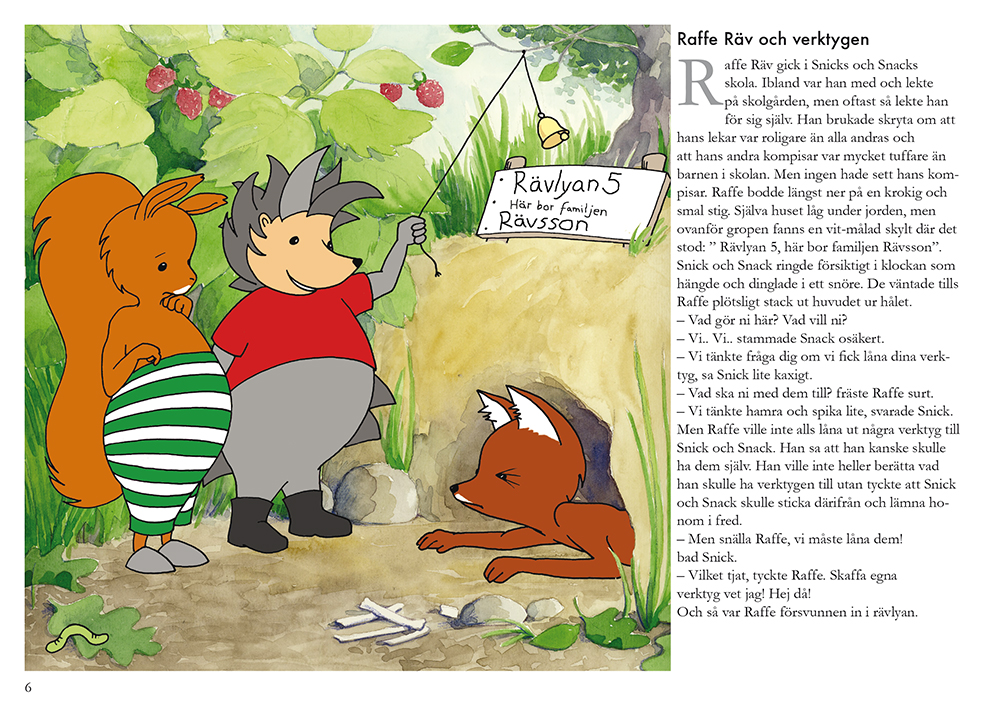 Rävlyan 5
Här bor familjen
Rävsson
Raffe Räv och verktygen
Raffe Räv gick i Snicks och Snacks
skola. Ibland var han med och lekte
på skolgården, men oftast så lekte han
för sig själv. Han brukade skryta om att
hans lekar var roligare än alla andras och
att hans andra kompisar var mycket tuffare än
barnen i skolan. Men ingen hade sett hans kom-
pisar. Raffe bodde längst ner på en krokig och
smal stig. Själva huset låg under jorden, men
ovanför gropen fanns en vit-målad skylt där det
stod: ” Rävlyan 5, här bor familjen Rävsson”.
Snick och Snack ringde försiktigt i klockan som
hängde och dinglade i ett snöre. De väntade tills
Raffe plötsligt stack ut huvudet ur hålet.
– Vad gör ni här? Vad vill ni?
– Vi.. Vi.. stammade Snack osäkert.
– Vi tänkte fråga dig om vi fick låna dina verk-
tyg, sa Snick lite kaxigt.
– Vad ska ni med dem till? fräste Raffe surt.
– Vi tänkte hamra och spika lite, svarade Snick.
Men Raffe ville inte alls låna ut några verktyg till
Snick och Snack. Han sa att han kanske skulle
ha dem själv. Han ville inte heller berätta vad
han skulle ha verktygen till utan tyckte att Snick
och Snack skulle sticka därifrån och lämna ho-
nom i fred.
– Men snälla Raffe, vi måste låna dem!
bad Snick.
– Vilket tjat, tyckte Raffe. Skaffa egna
verktyg vet jag! Hej då!
Och så var Raffe försvunnen in i rävlyan.
6